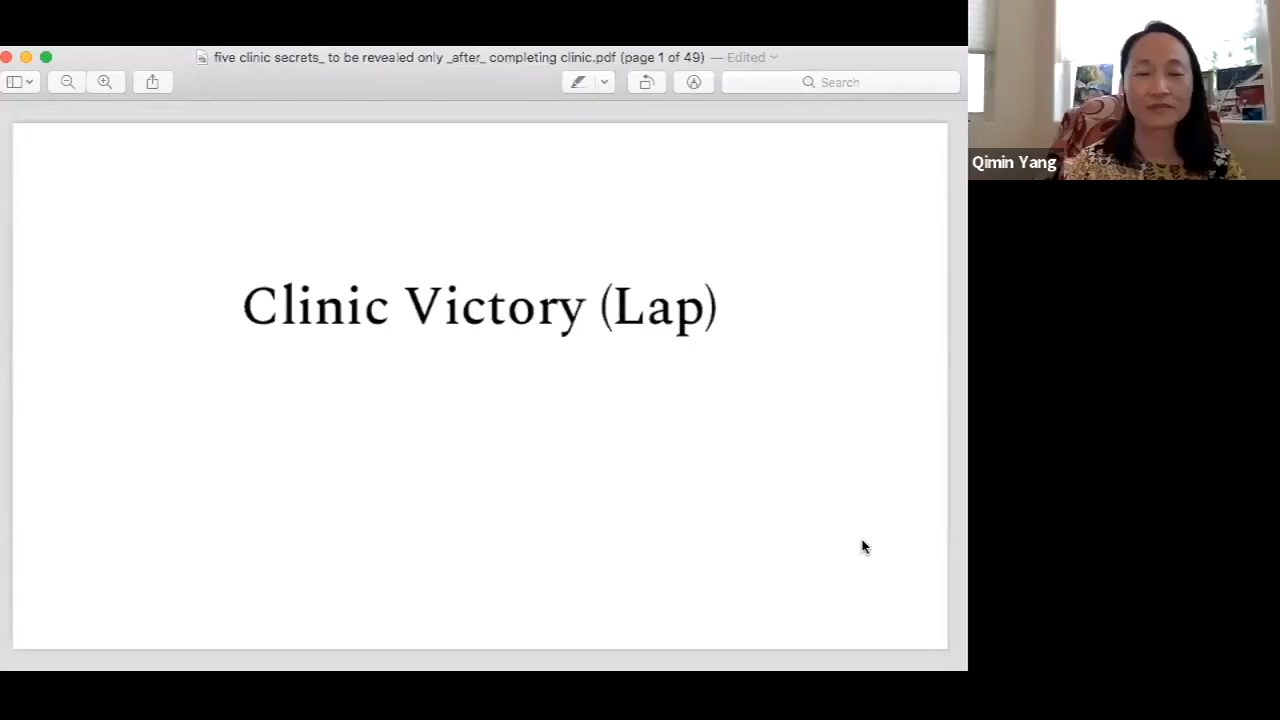 five clinic secrets_ to be revealed only _after_ completing clinic.pdf (page 1 of 49) — Edited
Search
Clinic Victory (Lap)
Qimin Yang